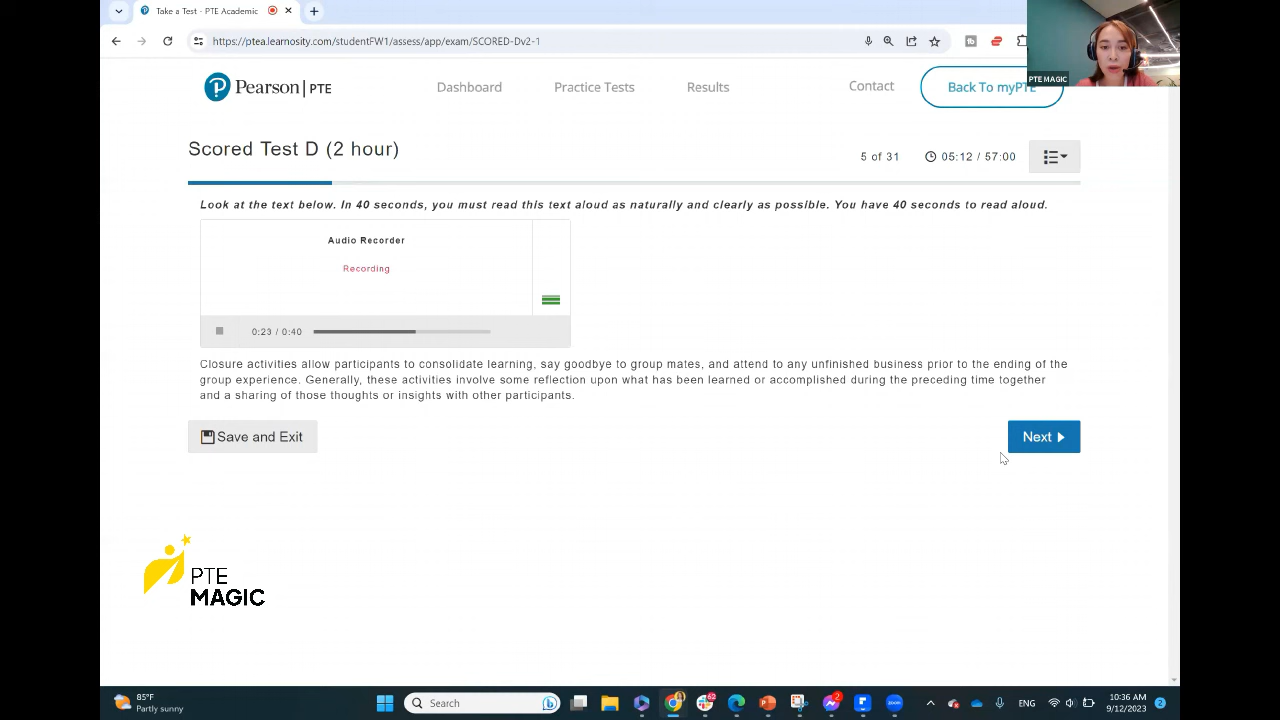 Take a Test - PTE Academic
https://ptea.learnosity.com/studentFW1/assess/app/exam/SCORED-Dv2-1
PTE MAGIC
Pearson | PTE
Dashboard
Practice Tests
Results
Contact
Back To myPTE
Scored Test D (2 hour)
5 of 31
05:12 / 57:00
Look at the text below. In 40 seconds, you must read this text aloud as naturally and clearly as possible. You have 40 seconds to read aloud.
Audio Recorder
Recording
0:23 / 0:40
Closure activities allow participants to consolidate learning, say goodbye to group mates, and attend to any unfinished business prior to the ending of the
group experience. Generally, these activities involve some reflection upon what has been learned or accomplished during the preceding time together
and a sharing of those thoughts or insights with other participants.
Save and Exit
Next
PTE
MAGIC
85°F
Partly sunny
Search
62
2
zoom
ENG
10:36 AM
9/12/2023
2